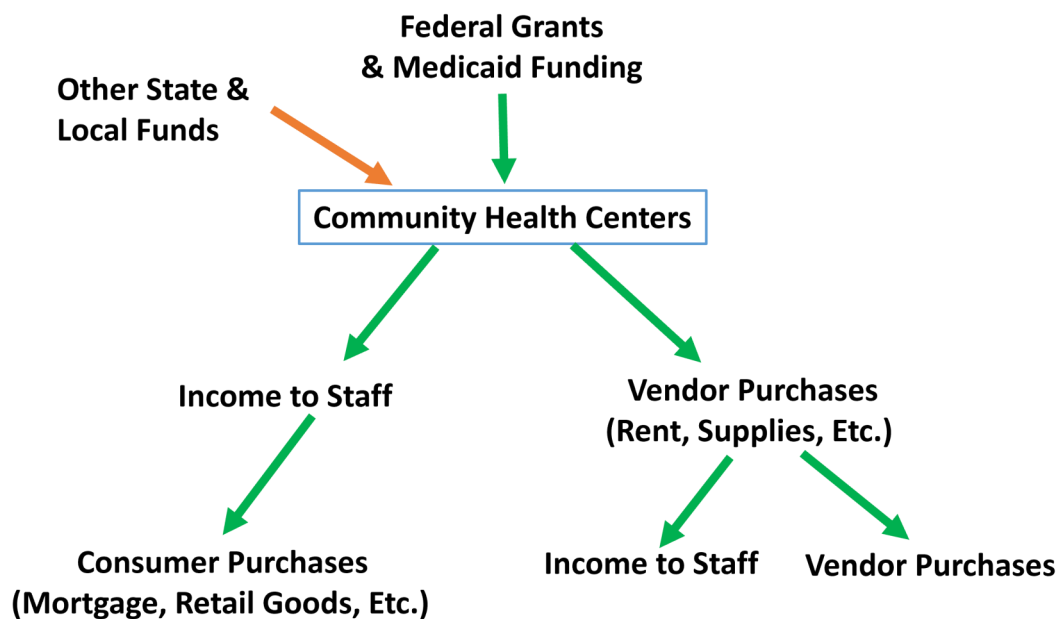 Federal Grants
& Medicaid Funding
Other State &
Local Funds
Community Health Centers
Income to Staff
Vendor Purchases
(Rent, Supplies, Etc.)
Consumer Purchases
(Mortgage, Retail Goods, Etc.)
Income to Staff
Vendor Purchases